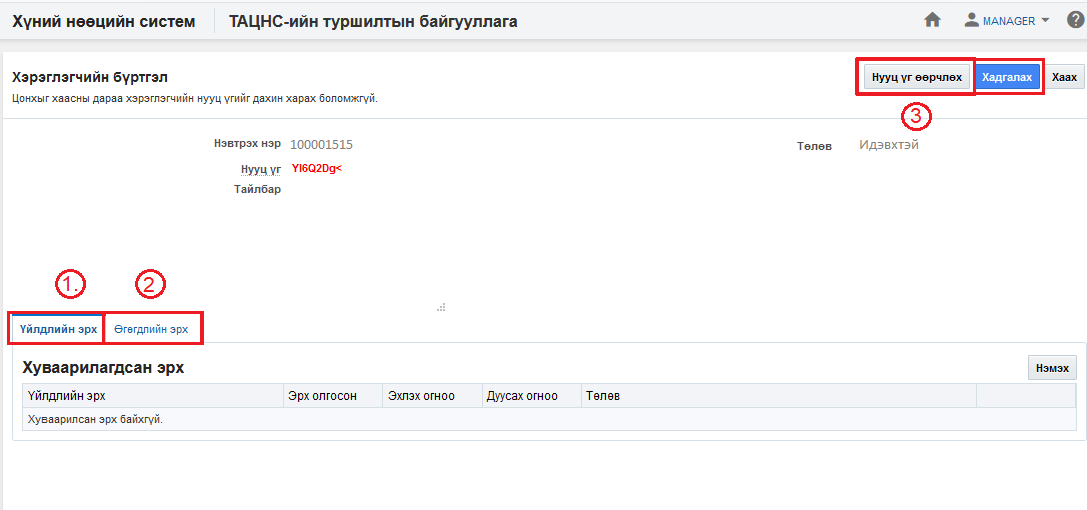 Хүний нөөцийн систем
ТАЦНС-ийн туршилтын байгууллага
MANAGER
?
Хэрэглэгчийн бүртгэл
Нууц үг өөрчлөх
Хадгалах
Хаах
Цонхыг хаасны дараа хэрэглэгчийн нууц үгийг дахин харах боломжгүй.
3
Нэвтрэх нэр 100001515
Төлөв Идэвхтэй
Нууц үг YI6Q2Dg<
Тайлбар
1.
2
Үйлдлийн эрх
Өгөгдлийн эрх
Хуваарилагдсан эрх
Нэмэх
Үйлдлийн эрх Эрх олгосон Эхлэх огноо Дуусах огноо Төлөв
Хуваарилсан эрх байхгүй.